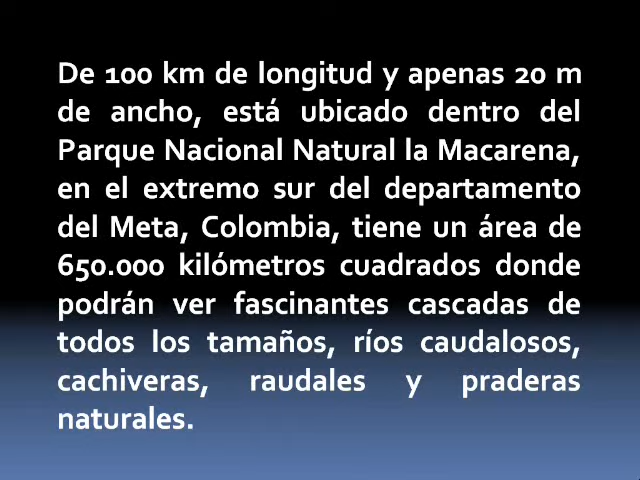 De 100 km de longitud y apenas 20 m
de ancho, está ubicado dentro del
Parque Nacional Natural la Macarena,
en el extremo sur del departamento
del Meta, Colombia, tiene un área de
650.000 kilómetros cuadrados donde
podrán ver fascinantes cascadas de
todos los tamaños, ríos caudalosos,
cachiveras, raudales y praderas
naturales.